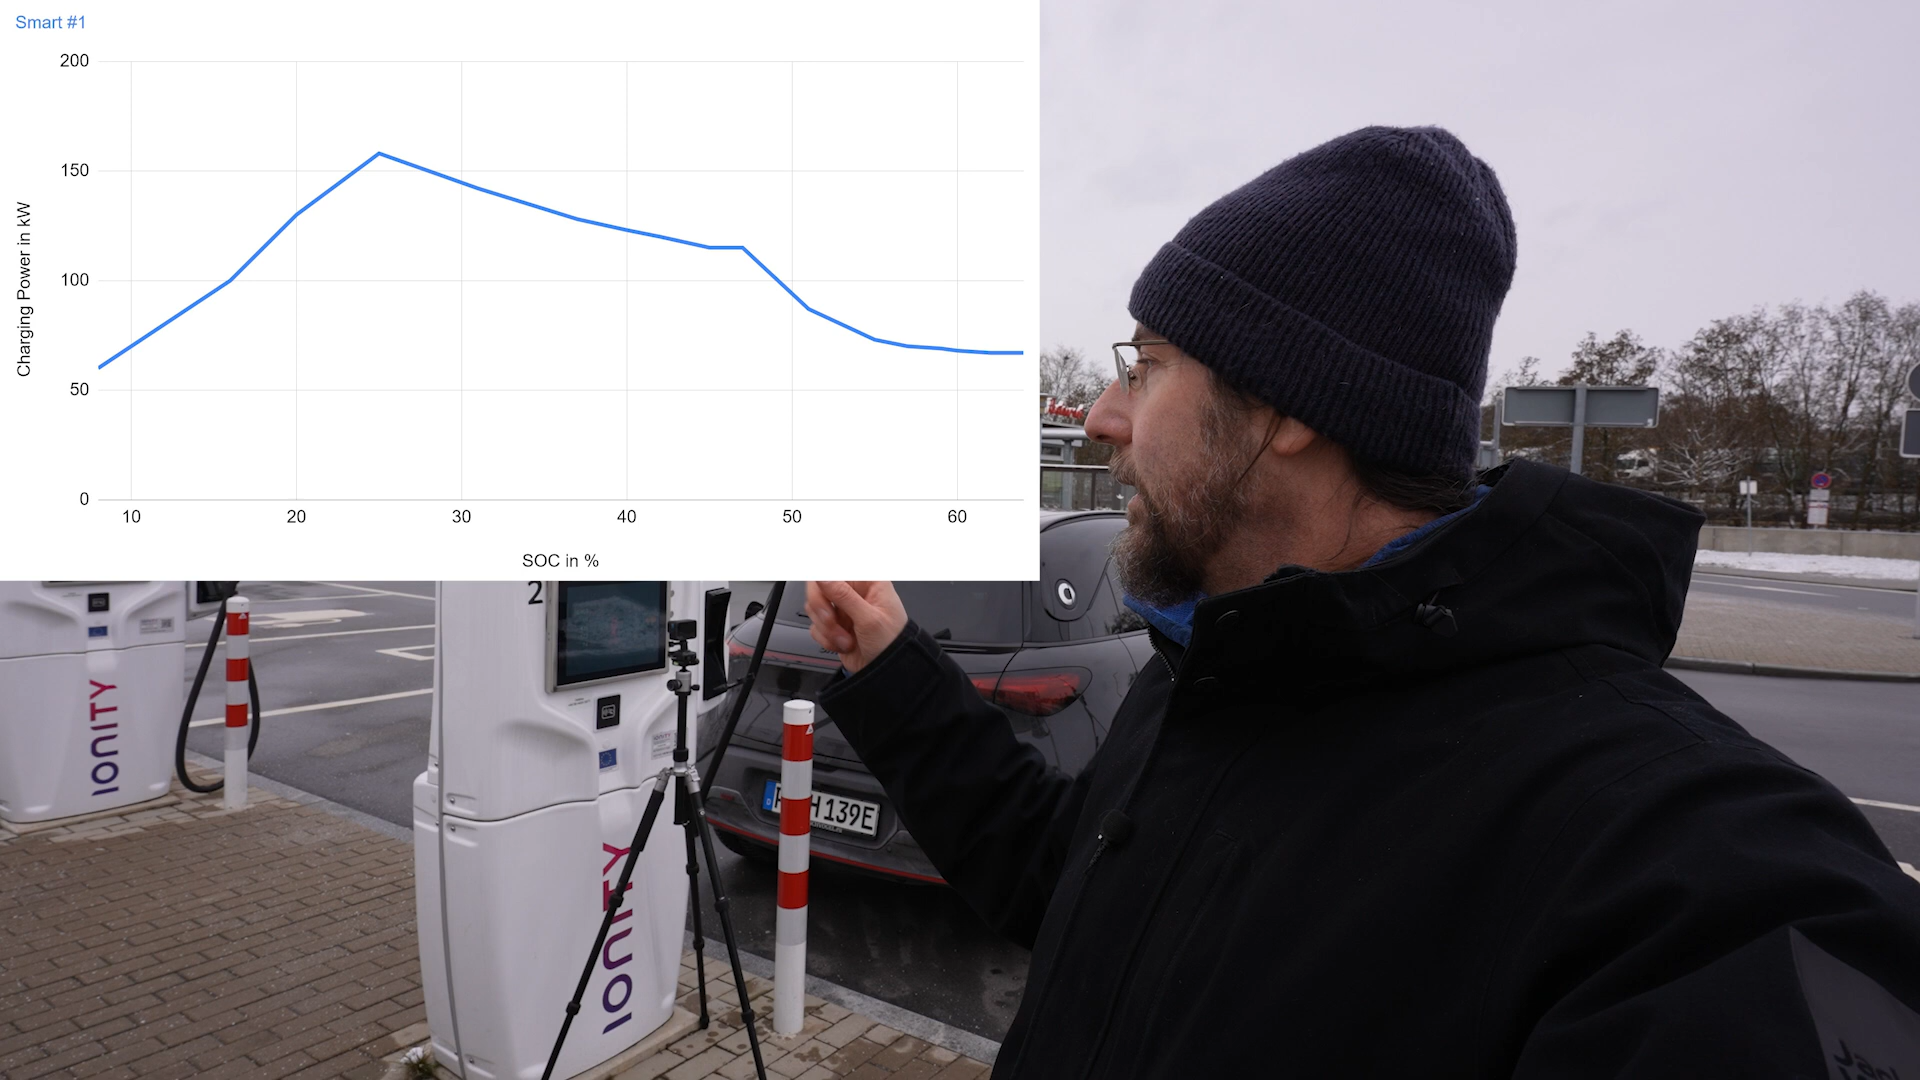 Smart #1
200
150
100
50
0
Charging Power in kW
10 20 30 40 50 60
SOC in %
2
IONITY
IONITY
H 139E